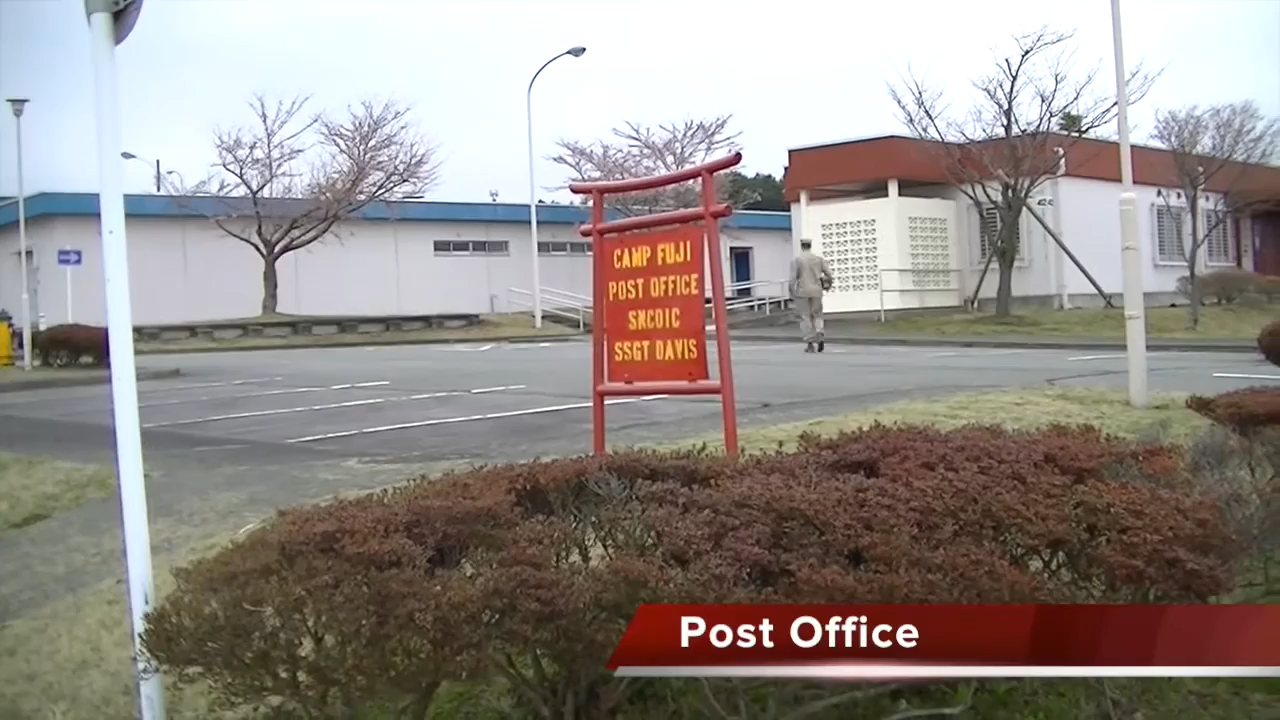 CAMP FUJI
POST OFFICE
SNCOIC
SSGT DAVIS
Post Office